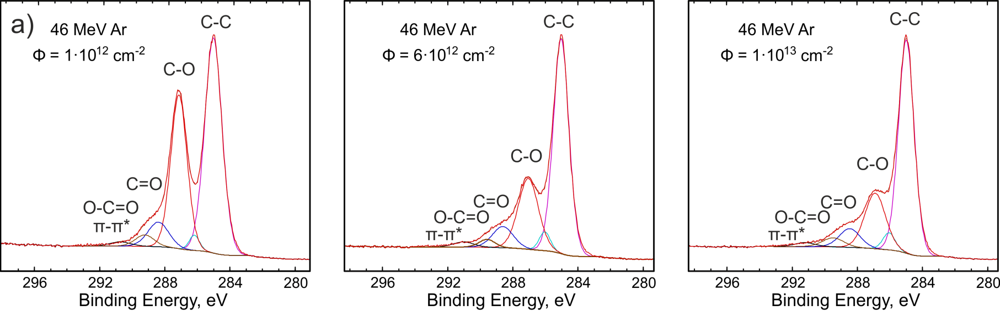 a)
46 MeV Ar
Φ = 1·10¹² cm⁻²
C-C
C-O
C=O
O-C=O
π-π*
296 292 288 284 280
Binding Energy, eV
46 MeV Ar
Φ = 6·10¹² cm⁻²
C-C
C-O
C=O
O-C=O
π-π*
296 292 288 284 280
Binding Energy, eV
46 MeV Ar
Φ = 1·10¹³ cm⁻²
C-C
C-O
C=O
O-C=O
π-π*
296 292 288 284 280
Binding Energy, eV